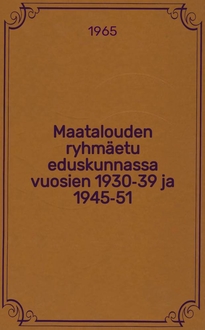 1965
Maatalouden
ryhmäetu
eduskunnassa
vuosien 1930-39 ja
1945-51